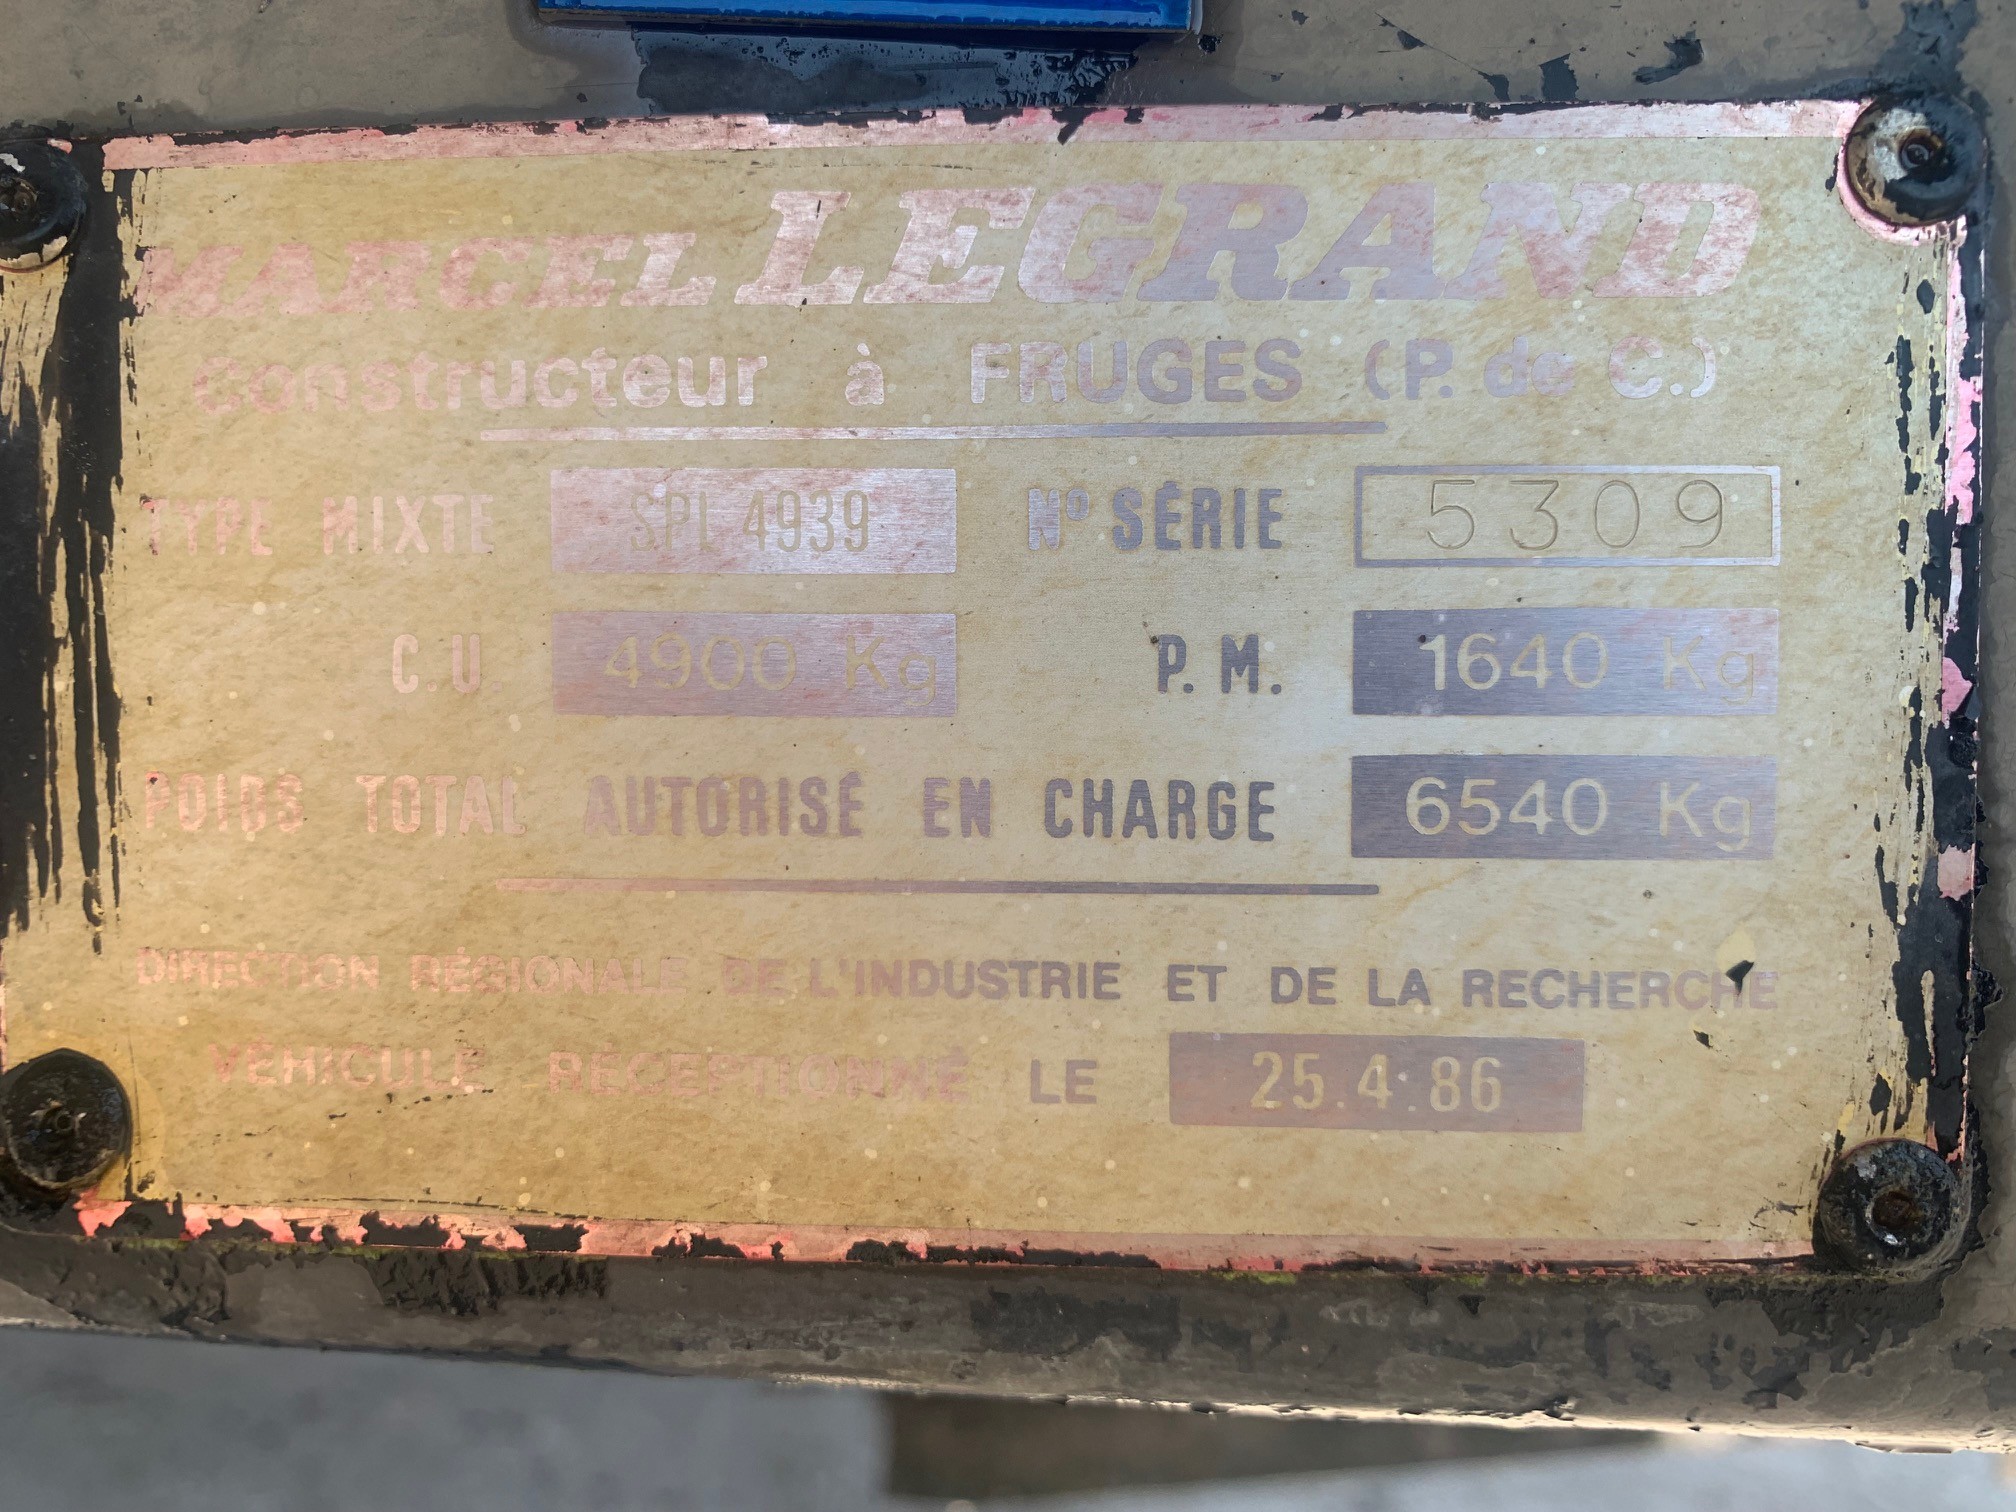 MARCEL LEGRAND
Constructeur à FRUGES (P. de C.)
TYPE MIXTE SPL 4939 N° SÉRIE 5309
C.U. 4900 Kg P.M. 1640 Kg
POIDS TOTAL AUTORISÉ EN CHARGE 6540 Kg
DIRECTION RÉGIONALE DE L'INDUSTRIE ET DE LA RECHERCHE
VEHICULE RÉCEPTIONNÉ LE 25.4.86